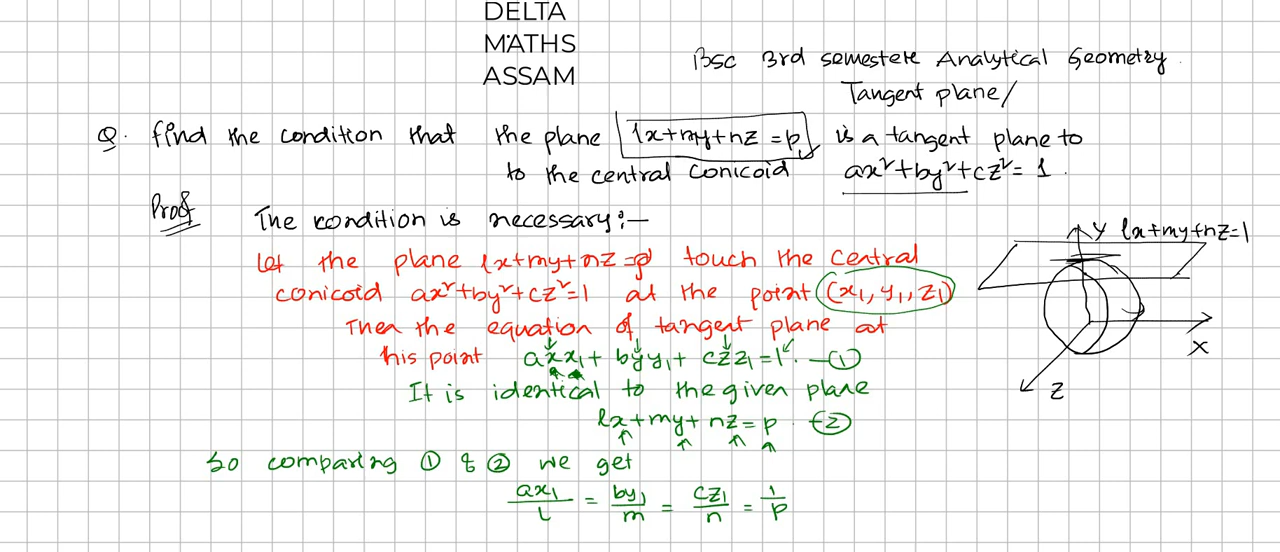 DELTA
MATHS
ASSAM
Bsc 3rd semester Analytical Geometry.
Tangent plane/
Q. find the condition that the plane lx+my+nz=p, is a tangent plane to
to the central conicoid ax²+by²+cz²=1.
Proof
The condition is necessary:-
Let the plane lx+my+nz=p touch the central
conicoid ax²+by²+cz²=1 at the point (x₁, y₁, z₁)
Then the equation of tangent plane at
his point axx₁+byy₁+czz₁=1. -①
It is identical to the given plane
lx+my+nz=p -②
So comparing ① & ② we get
ax₁/l = by₁/m = cz₁/n = 1/p
Y lx+my+nz=1
X
Z